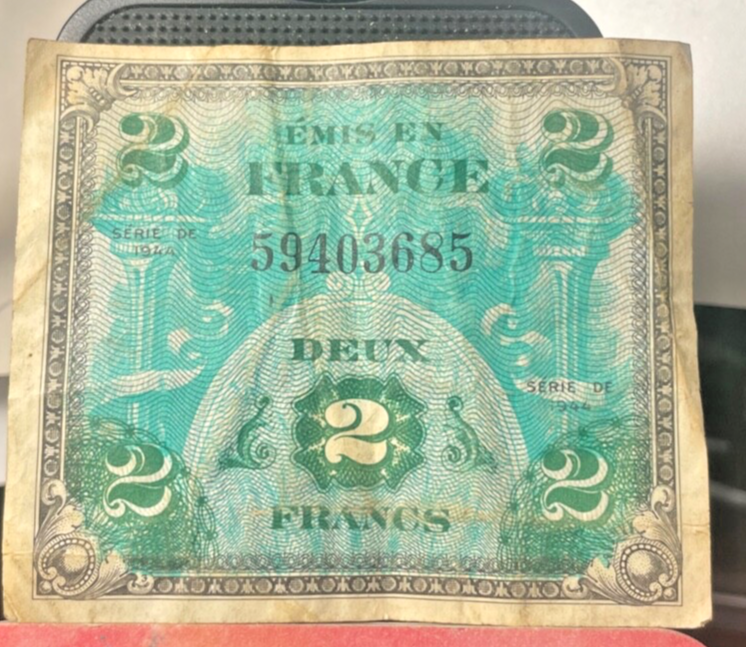 2 2
ÉMIS EN
FRANCE
SÉRIE DE
1944
59403685
DEUX
SÉRIE DE
1944
2
2 2
FRANCS